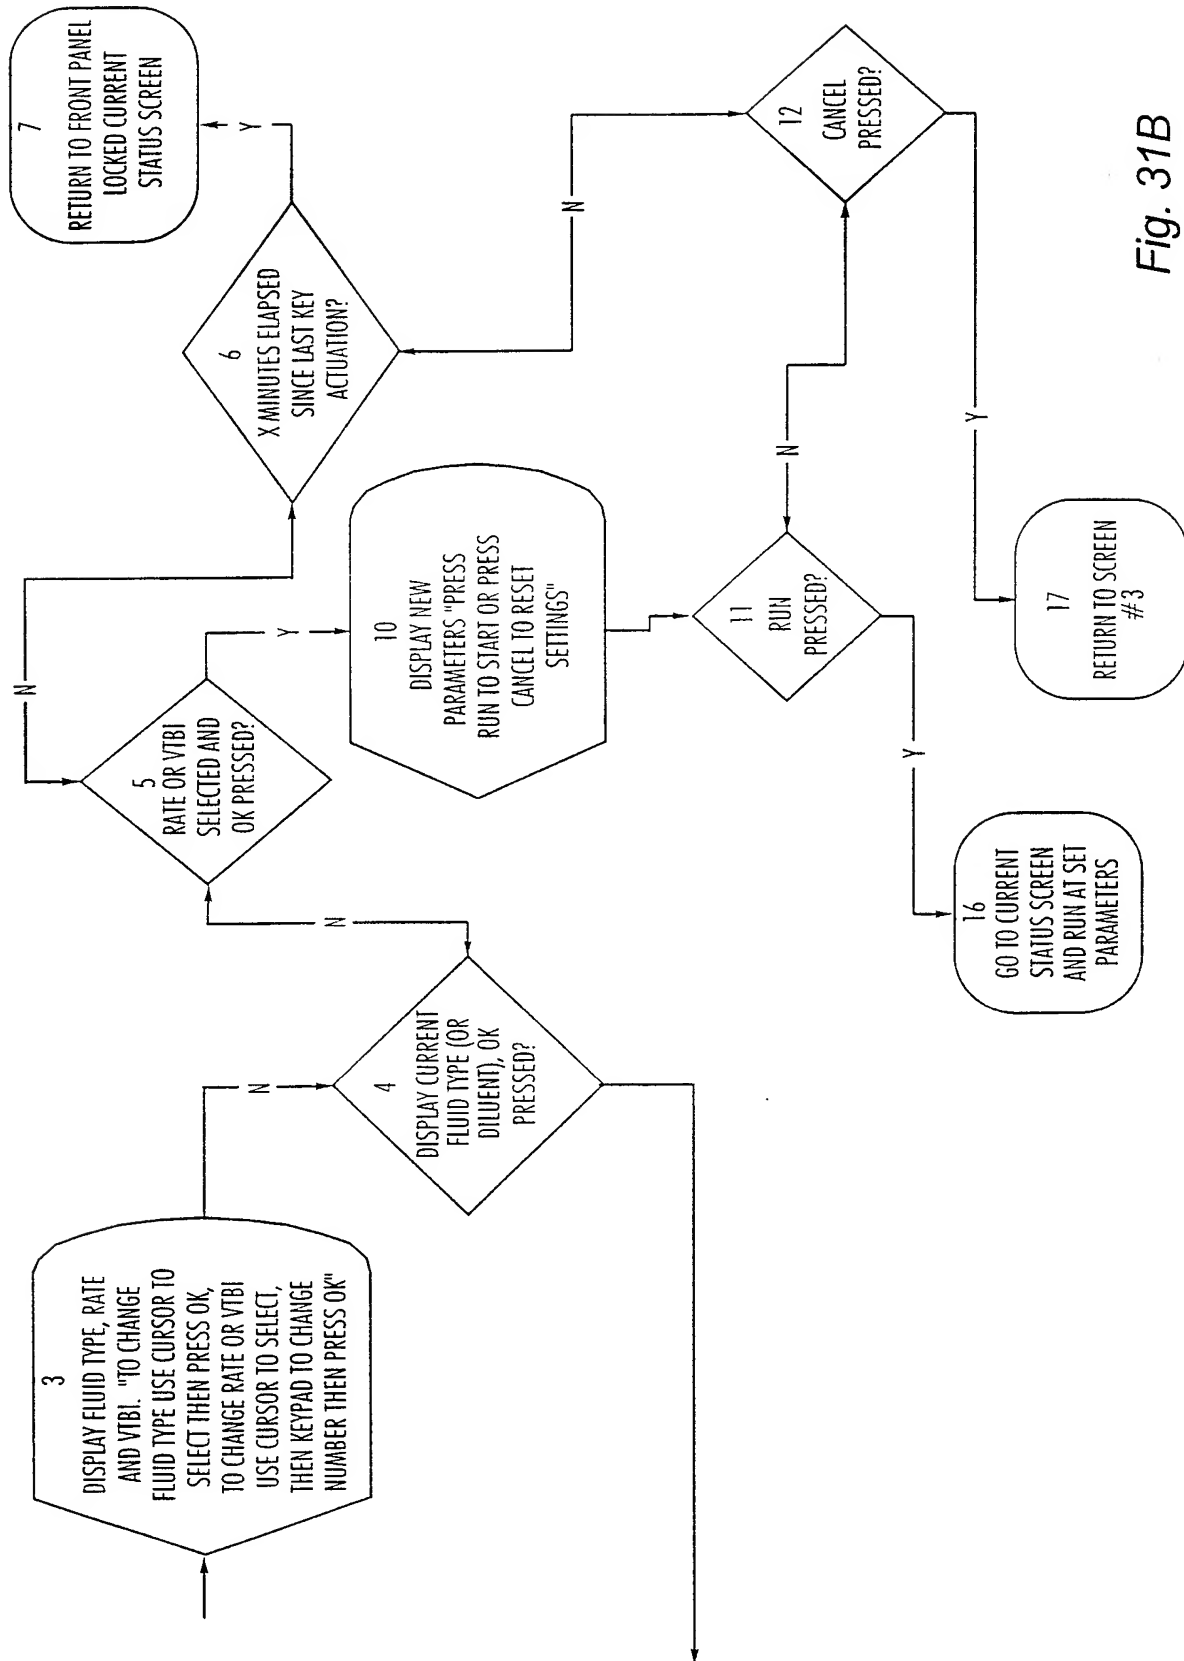 3
DISPLAY FLUID TYPE, RATE
AND VTBI. "TO CHANGE
FLUID TYPE USE CURSOR TO
SELECT THEN PRESS OK,
TO CHANGE RATE OR VTBI
USE CURSOR TO SELECT,
THEN KEYPAD TO CHANGE
NUMBER THEN PRESS OK"
N
4
DISPLAY CURRENT
FLUID TYPE (OR
DILUENT), OK
PRESSED?
N
5
RATE OR VTBI
SELECTED AND
OK PRESSED?
N
Y
6
X MINUTES ELAPSED
SINCE LAST KEY
ACTUATION?
Y
7
RETURN TO FRONT PANEL
LOCKED CURRENT
STATUS SCREEN
N
10
DISPLAY NEW
PARAMETERS "PRESS
RUN TO START OR PRESS
CANCEL TO RESET
SETTINGS"
11
RUN
PRESSED?
N
Y
12
CANCEL
PRESSED?
Y
16
GO TO CURRENT
STATUS SCREEN
AND RUN AT SET
PARAMETERS
17
RETURN TO SCREEN
#3
Fig. 31B